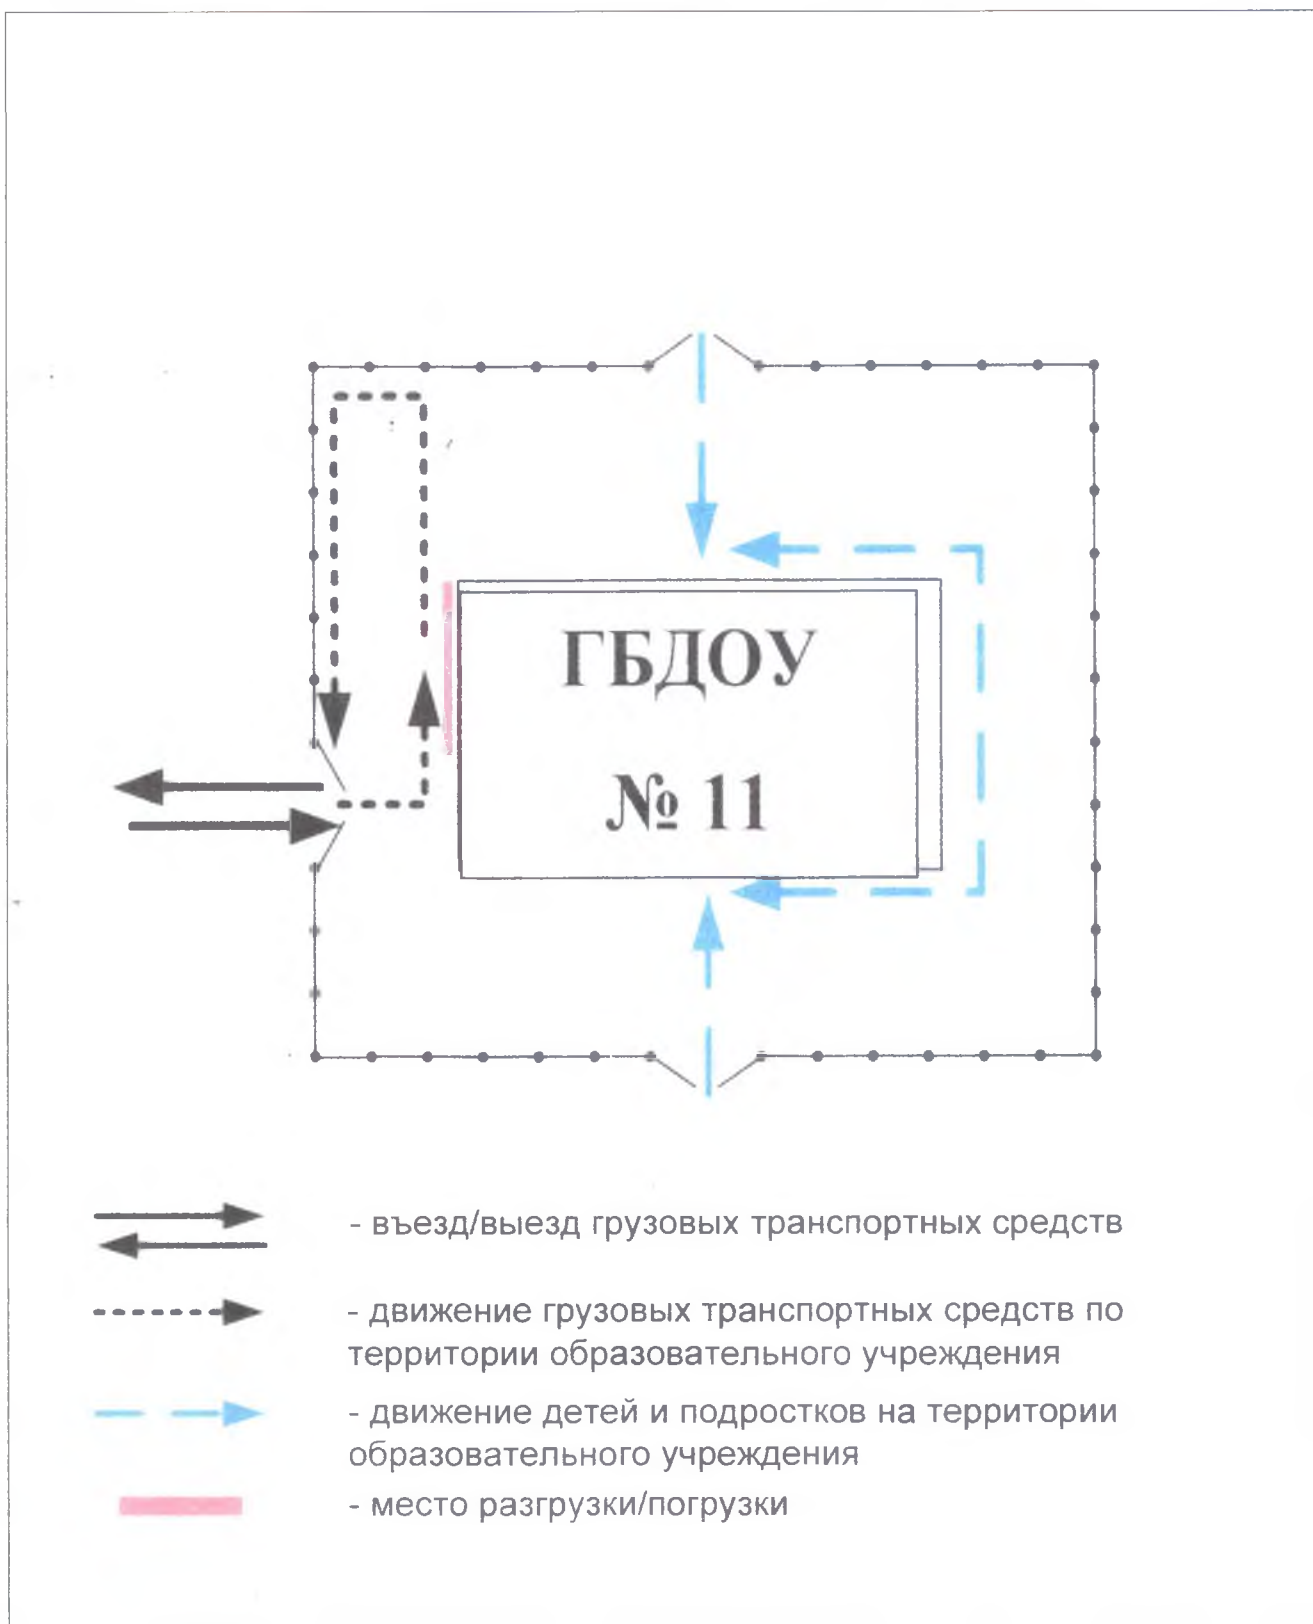 ГБДОУ
№ 11
- въезд/выезд грузовых транспортных средств
- движение грузовых транспортных средств по
территории образовательного учреждения
- движение детей и подростков на территории
образовательного учреждения
- место разгрузки/погрузки